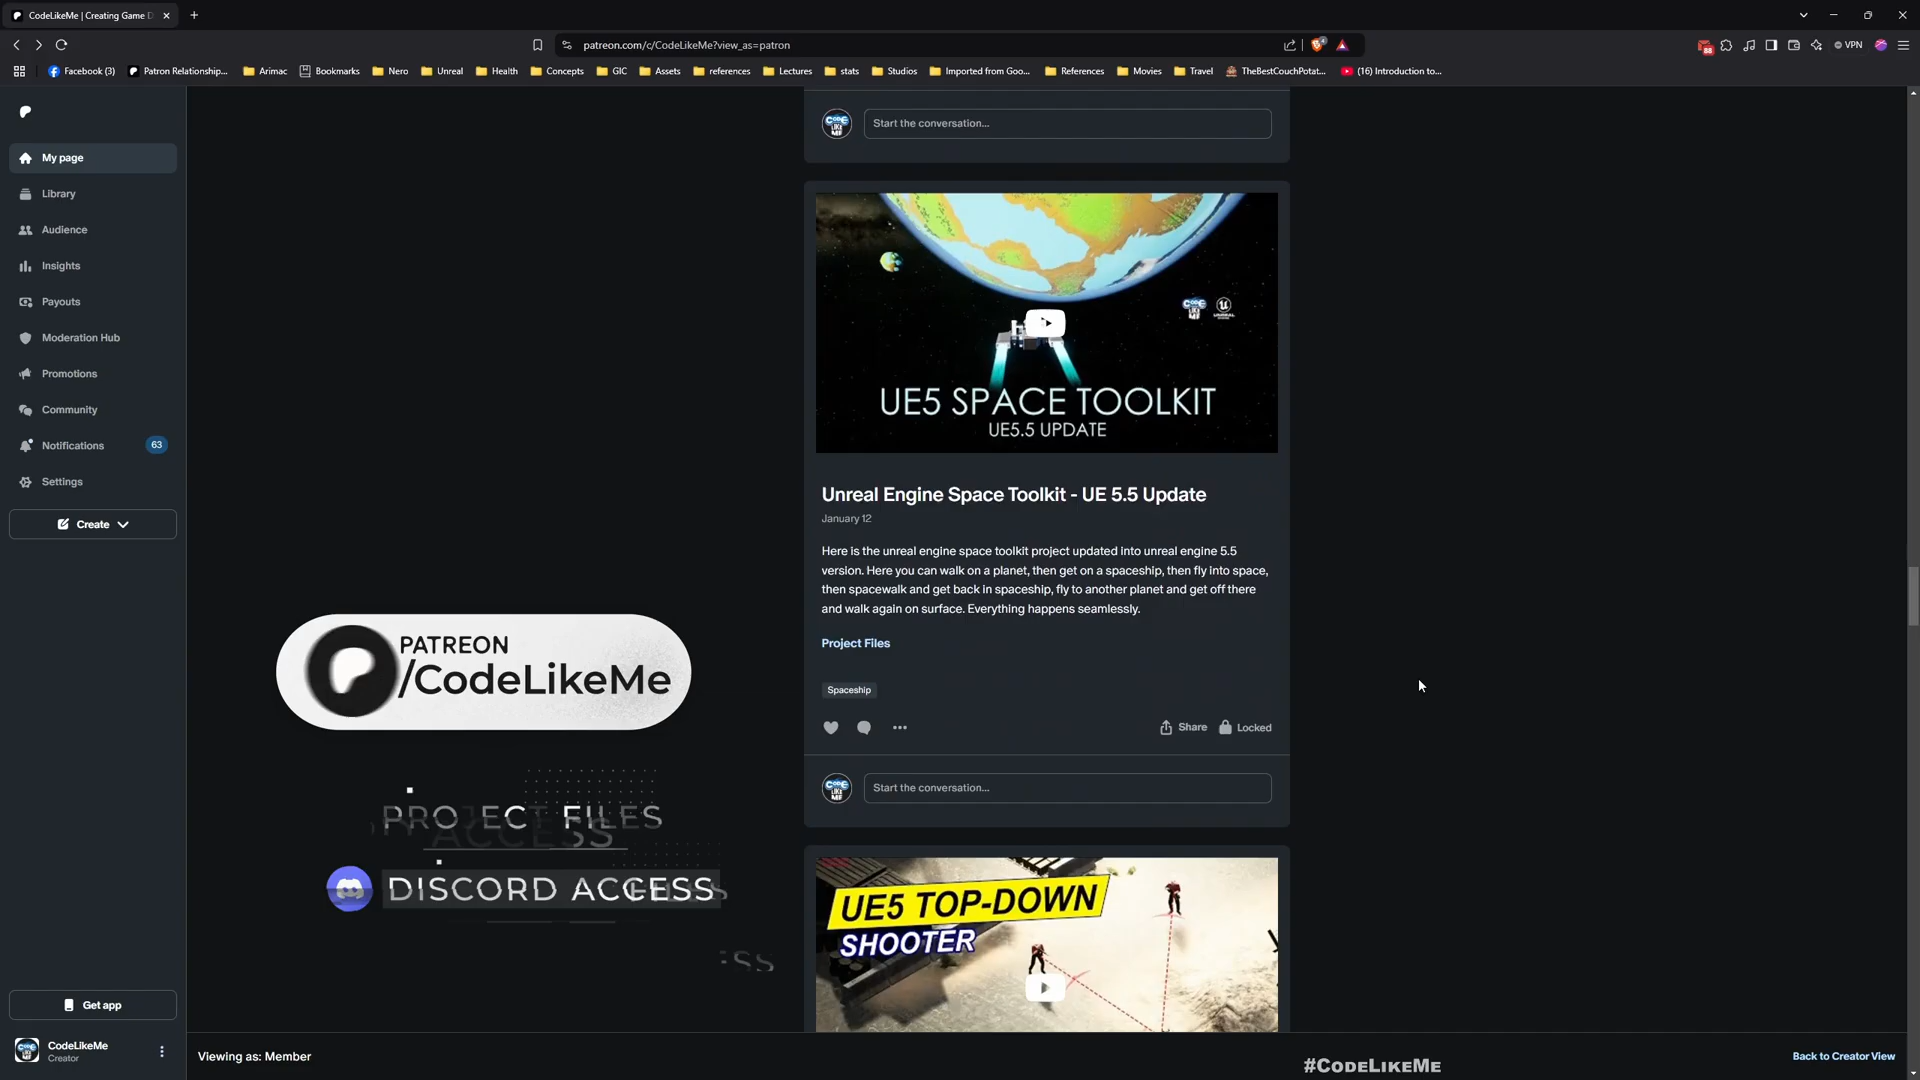 CodeLikeMe | Creating Game D
patreon.com/c/CodeLikeMe?view_as=patron
88
VPN
Facebook (3)
Patron Relationship...
Arimac
Bookmarks
Nero
Unreal
Health
Concepts
GIC
Assets
references
Lectures
stats
Studios
Imported from Goo...
References
Movies
Travel
TheBestCouchPotat...
(16) Introduction to...
My page
Library
Audience
Insights
Payouts
Moderation Hub
Promotions
Community
Notifications
63
Settings
Create
Get app
CodeLikeMe
Creator
Start the conversation...
UE5 SPACE TOOLKIT
UE5.5 UPDATE
Unreal Engine Space Toolkit - UE 5.5 Update
January 12
Here is the unreal engine space toolkit project updated into unreal engine 5.5
version. Here you can walk on a planet, then get on a spaceship, then fly into space,
then spacewalk and get back in spaceship, fly to another planet and get off there
and walk again on surface. Everything happens seamlessly.
Project Files
Spaceship
Share
Locked
Start the conversation...
UE5 TOP-DOWN
SHOOTER
PATREON
/CodeLikeMe
PROJECT FILES
DISCORD ACCESS
Viewing as: Member
#CODELIKEME
Back to Creator View